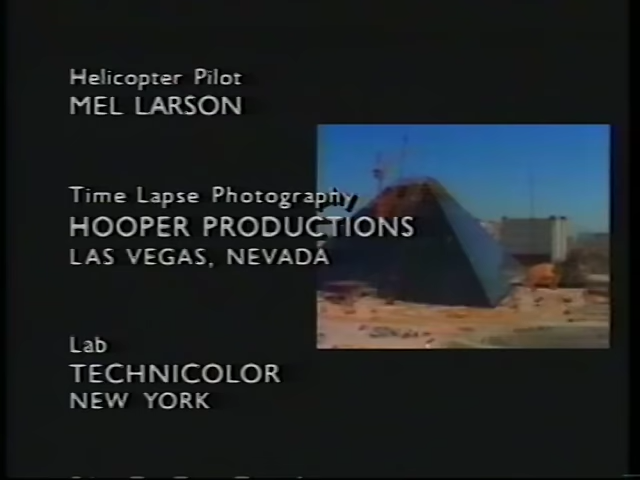 Helicopter Pilot
MEL LARSON
Time Lapse Photography
HOOPER PRODUCTIONS
LAS VEGAS, NEVADA
Lab
TECHNICOLOR
NEW YORK